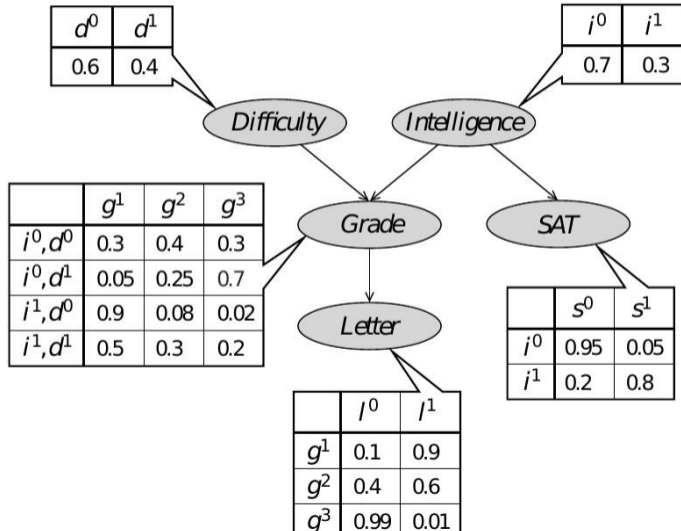 d⁰ d¹
0.6 0.4
i⁰ i¹
0.7 0.3
Difficulty
Intelligence
g¹ g² g³
i⁰,d⁰ 0.3 0.4 0.3
i⁰,d¹ 0.05 0.25 0.7
i¹,d⁰ 0.9 0.08 0.02
i¹,d¹ 0.5 0.3 0.2
Grade
SAT
Letter
s⁰ s¹
i⁰ 0.95 0.05
i¹ 0.2 0.8
l⁰ l¹
g¹ 0.1 0.9
g² 0.4 0.6
g³ 0.99 0.01